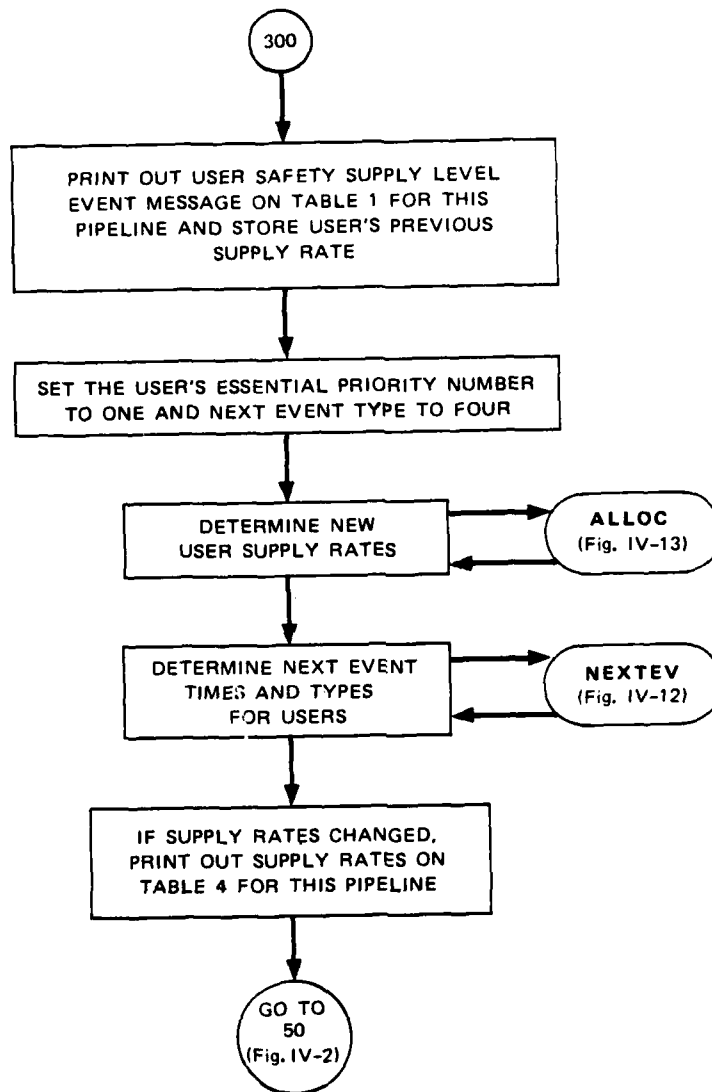 300
PRINT OUT USER SAFETY SUPPLY LEVEL
EVENT MESSAGE ON TABLE 1 FOR THIS
PIPELINE AND STORE USER'S PREVIOUS
SUPPLY RATE
SET THE USER'S ESSENTIAL PRIORITY NUMBER
TO ONE AND NEXT EVENT TYPE TO FOUR
DETERMINE NEW
USER SUPPLY RATES
ALLOC
(Fig. IV-13)
DETERMINE NEXT EVENT
TIMES AND TYPES
FOR USERS
NEXTEV
(Fig. IV-12)
IF SUPPLY RATES CHANGED,
PRINT OUT SUPPLY RATES ON
TABLE 4 FOR THIS PIPELINE
GO TO
50
(Fig. IV-2)